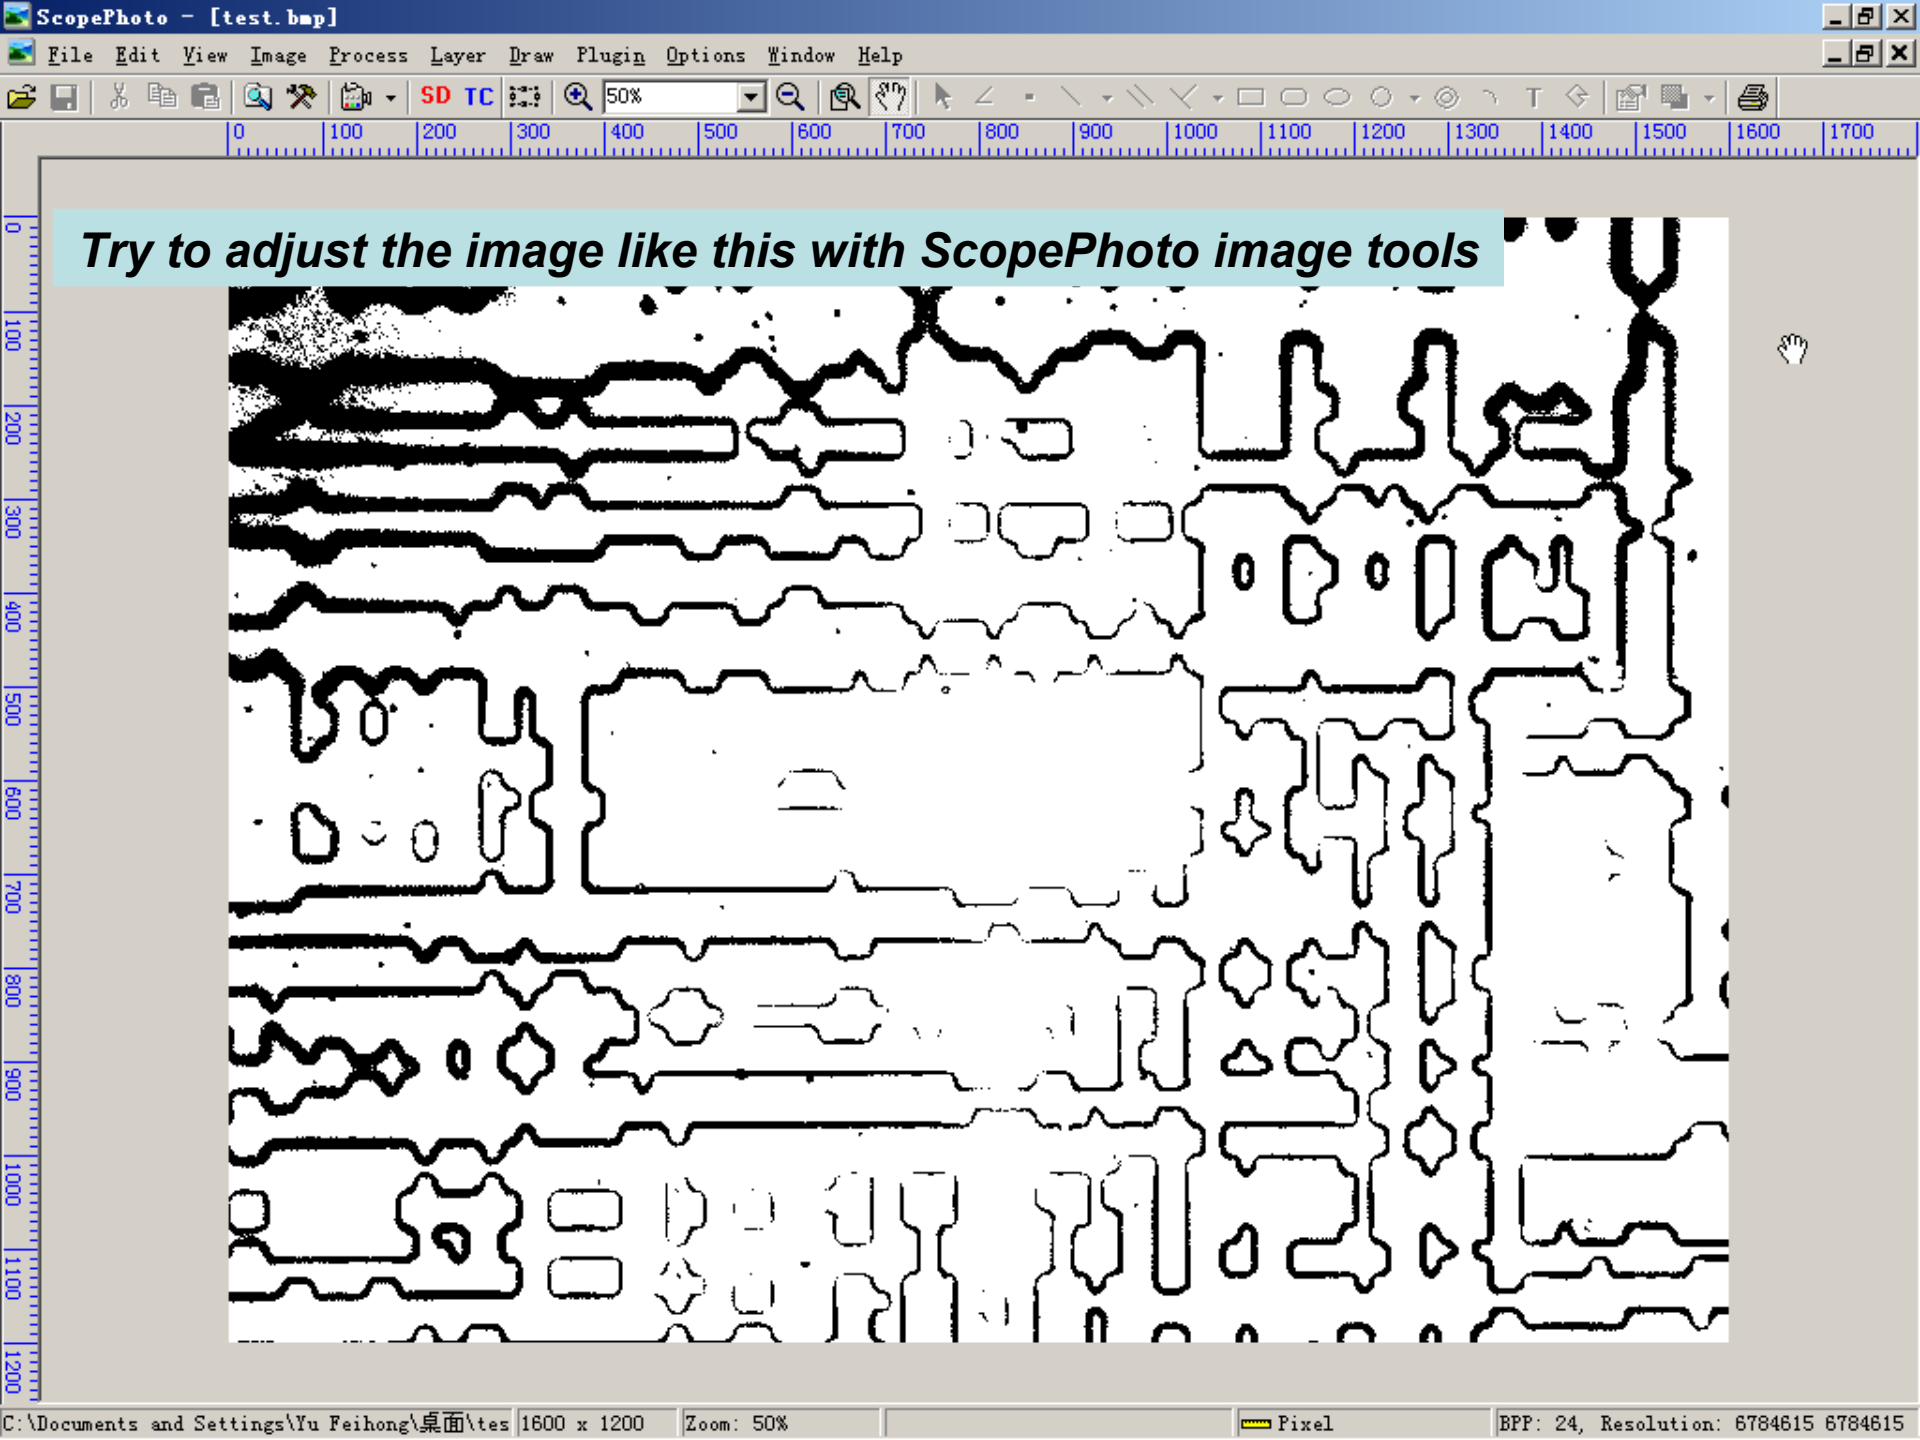 ScopePhoto - [test.bmp]
File Edit View Image Process Layer Draw Plugin Options Window Help
SD TC 50% T
0 100 200 300 400 500 600 700 800 900 1000 1100 1200 1300 1400 1500 1600 1700
Try to adjust the image like this with ScopePhoto image tools
0
100
200
300
400
500
600
700
800
900
1000
1100
1200
C:\Documents and Settings\Yu Feihong\桌面\tes 1600 x 1200 Zoom: 50% Pixel BPP: 24, Resolution: 6784615 6784615